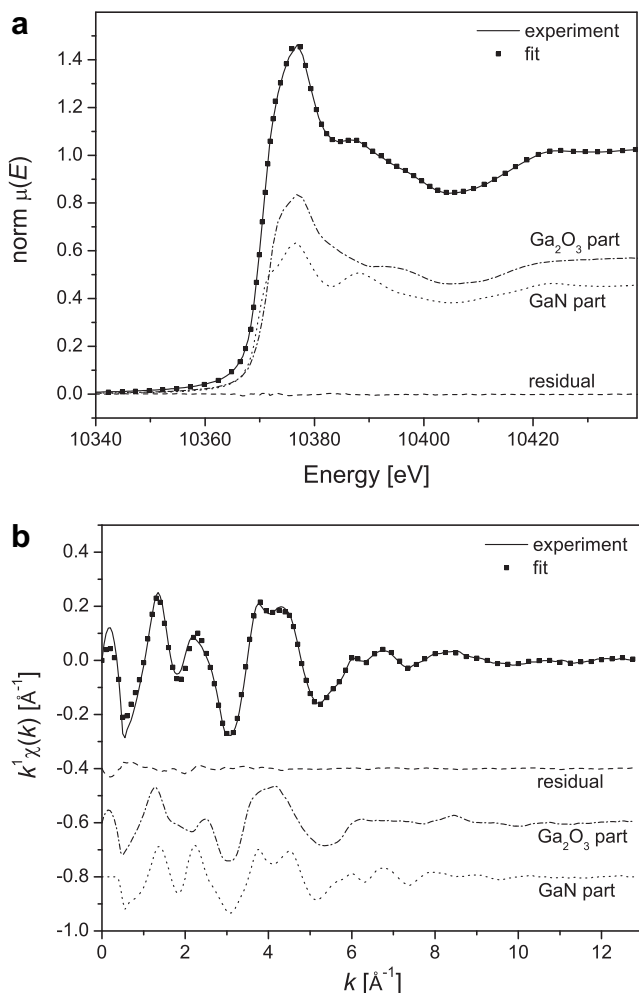 a
experiment
fit
1.4
1.2
1.0
0.8
0.6
0.4
0.2
0.0
norm μ(E)
Ga₂O₃ part
GaN part
residual
10340
10360
10380
10400
10420
Energy [eV]
b
experiment
fit
0.4
0.2
0.0
-0.2
-0.4
-0.6
-0.8
-1.0
k¹χ(k) [Å⁻¹]
residual
Ga₂O₃ part
GaN part
0
2
4
6
8
10
12
k [Å⁻¹]